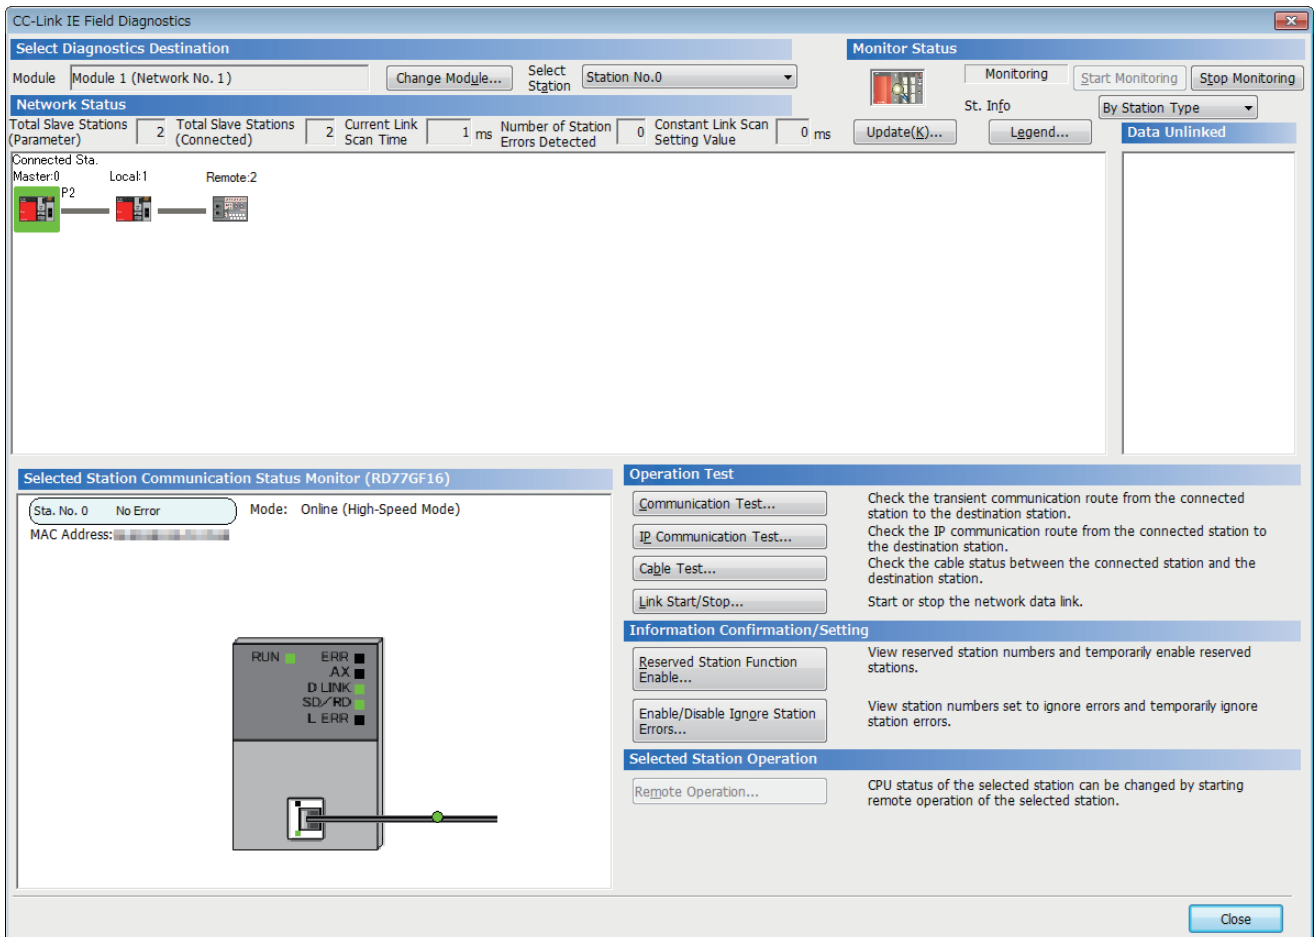 CC-Link IE Field Diagnostics
Select Diagnostics Destination
Module
Module 1 (Network No. 1)
Change Module...
Select
Station
Station No.0
Monitor Status
Monitoring
Start Monitoring
Stop Monitoring
St. Info
By Station Type
Network Status
Total Slave Stations
(Parameter)
2
Total Slave Stations
(Connected)
2
Current Link
Scan Time
1 ms
Number of Station
Errors Detected
0
Constant Link Scan
Setting Value
0 ms
Update(K)...
Legend...
Data Unlinked
Connected Sta.
Master:0
Local:1
Remote:2
P2
Selected Station Communication Status Monitor (RD77GF16)
Sta. No. 0 No Error
Mode: Online (High-Speed Mode)
MAC Address:
RUN
ERR
AX
D LINK
SD/RD
L ERR
Operation Test
Communication Test...
Check the transient communication route from the connected
station to the destination station.
IP Communication Test...
Check the IP communication route from the connected station to
the destination station.
Cable Test...
Check the cable status between the connected station and the
destination station.
Link Start/Stop...
Start or stop the network data link.
Information Confirmation/Setting
Reserved Station Function
Enable...
View reserved station numbers and temporarily enable reserved
stations.
Enable/Disable Ignore Station
Errors...
View station numbers set to ignore errors and temporarily ignore
station errors.
Selected Station Operation
Remote Operation...
CPU status of the selected station can be changed by starting
remote operation of the selected station.
Close